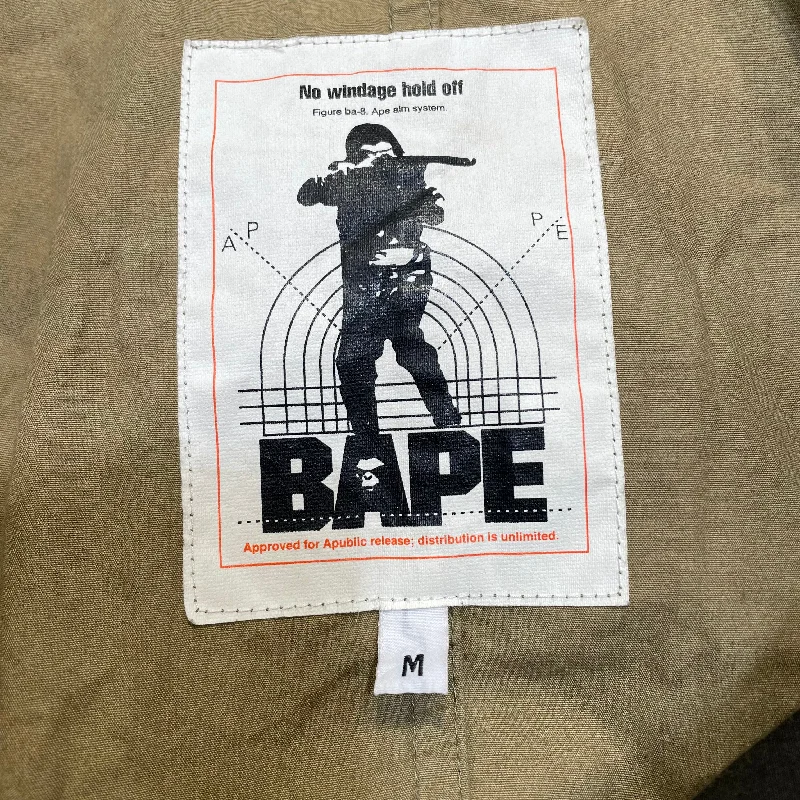 No windage hold off
Figure ba-8. Ape aim system.
A P P E
BAPE
Approved for Apublic release; distribution is unlimited.
M